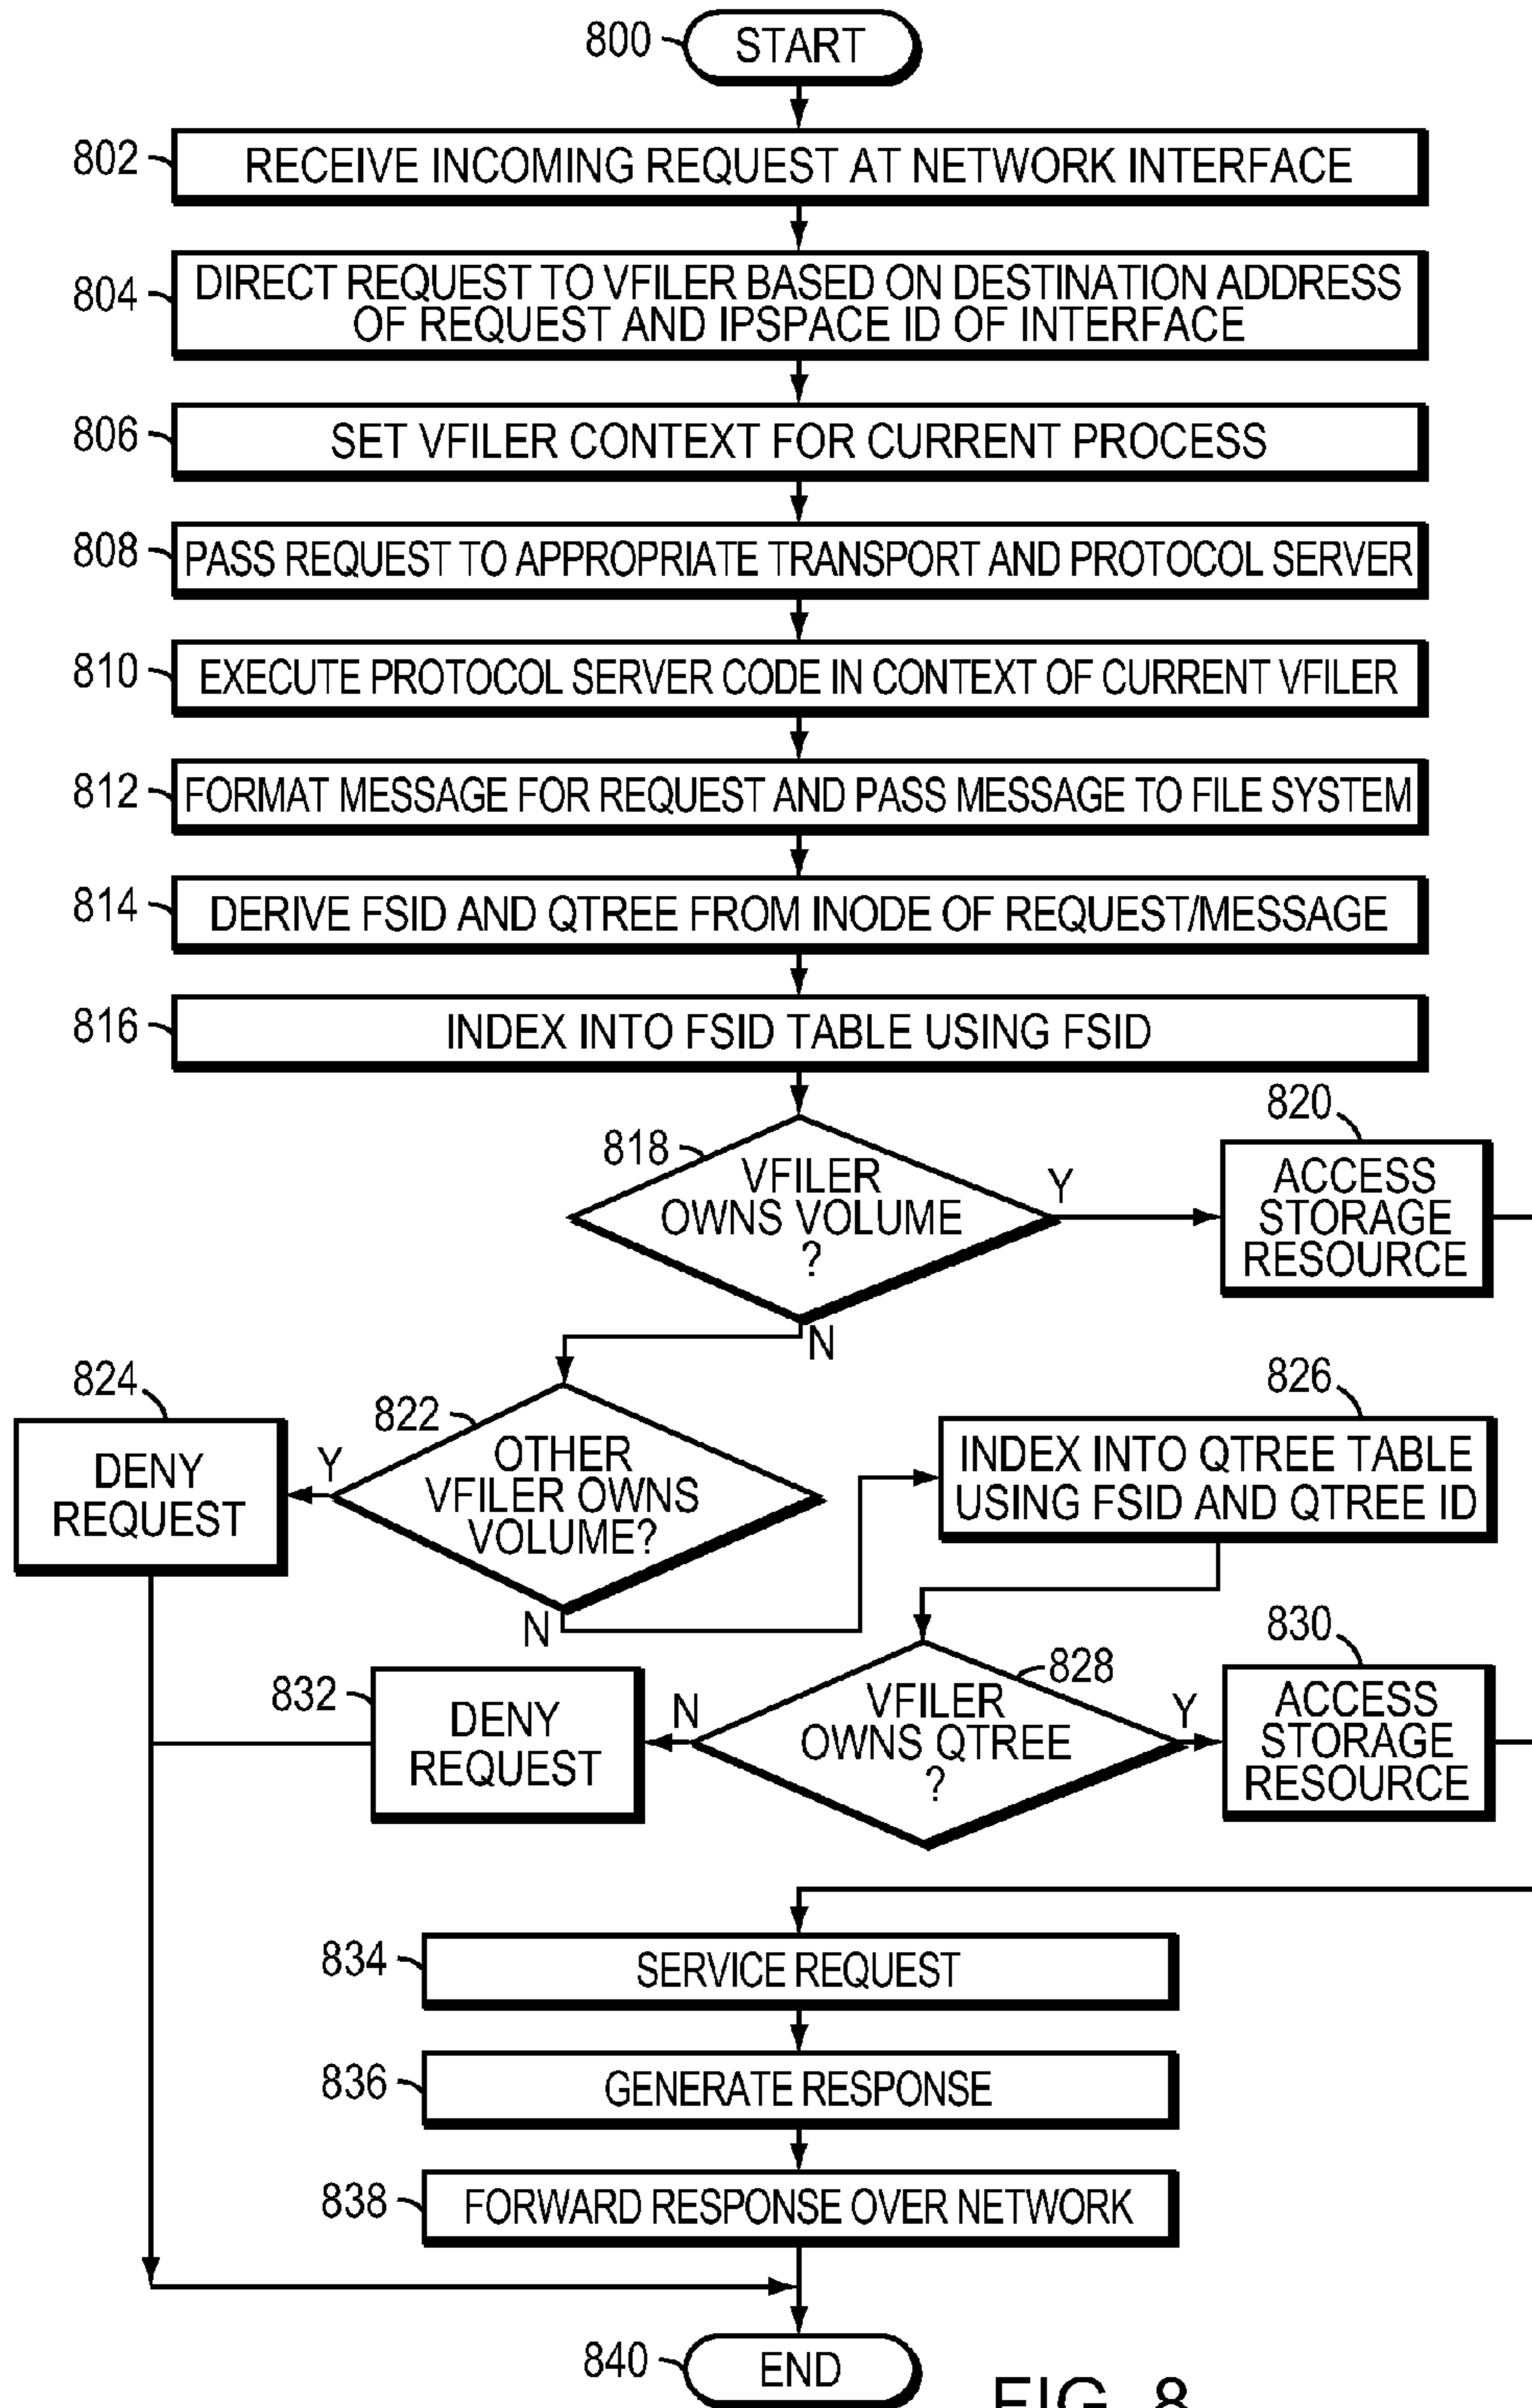 800
START
802
RECEIVE INCOMING REQUEST AT NETWORK INTERFACE
804
DIRECT REQUEST TO VFILER BASED ON DESTINATION ADDRESS
OF REQUEST AND IPSPACE ID OF INTERFACE
806
SET VFILER CONTEXT FOR CURRENT PROCESS
808
PASS REQUEST TO APPROPRIATE TRANSPORT AND PROTOCOL SERVER
810
EXECUTE PROTOCOL SERVER CODE IN CONTEXT OF CURRENT VFILER
812
FORMAT MESSAGE FOR REQUEST AND PASS MESSAGE TO FILE SYSTEM
814
DERIVE FSID AND QTREE FROM INODE OF REQUEST/MESSAGE
816
INDEX INTO FSID TABLE USING FSID
818
VFILER
OWNS VOLUME
?
Y
N
820
ACCESS
STORAGE
RESOURCE
822
OTHER
VFILER OWNS
VOLUME?
Y
N
824
DENY
REQUEST
826
INDEX INTO QTREE TABLE
USING FSID AND QTREE ID
828
VFILER
OWNS QTREE
?
N
Y
830
ACCESS
STORAGE
RESOURCE
832
DENY
REQUEST
834
SERVICE REQUEST
836
GENERATE RESPONSE
838
FORWARD RESPONSE OVER NETWORK
840
END
FIG. 8